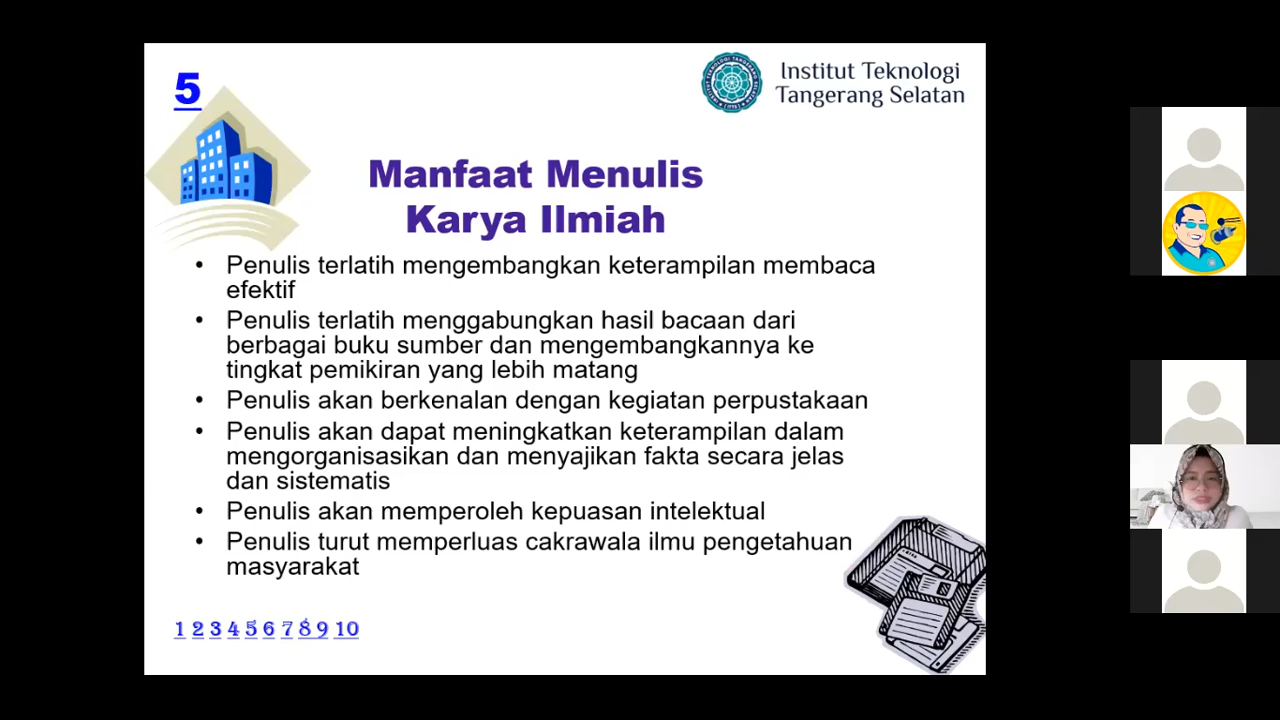 5
Institut Teknologi
Tangerang Selatan
Manfaat Menulis
Karya Ilmiah
• Penulis terlatih mengembangkan keterampilan membaca
efektif
• Penulis terlatih menggabungkan hasil bacaan dari
berbagai buku sumber dan mengembangkannya ke
tingkat pemikiran yang lebih matang
• Penulis akan berkenalan dengan kegiatan perpustakaan
• Penulis akan dapat meningkatkan keterampilan dalam
mengorganisasikan dan menyajikan fakta secara jelas
dan sistematis
• Penulis akan memperoleh kepuasan intelektual
• Penulis turut memperluas cakrawala ilmu pengetahuan
masyarakat
1 2 3 4 5 6 7 8 9 10